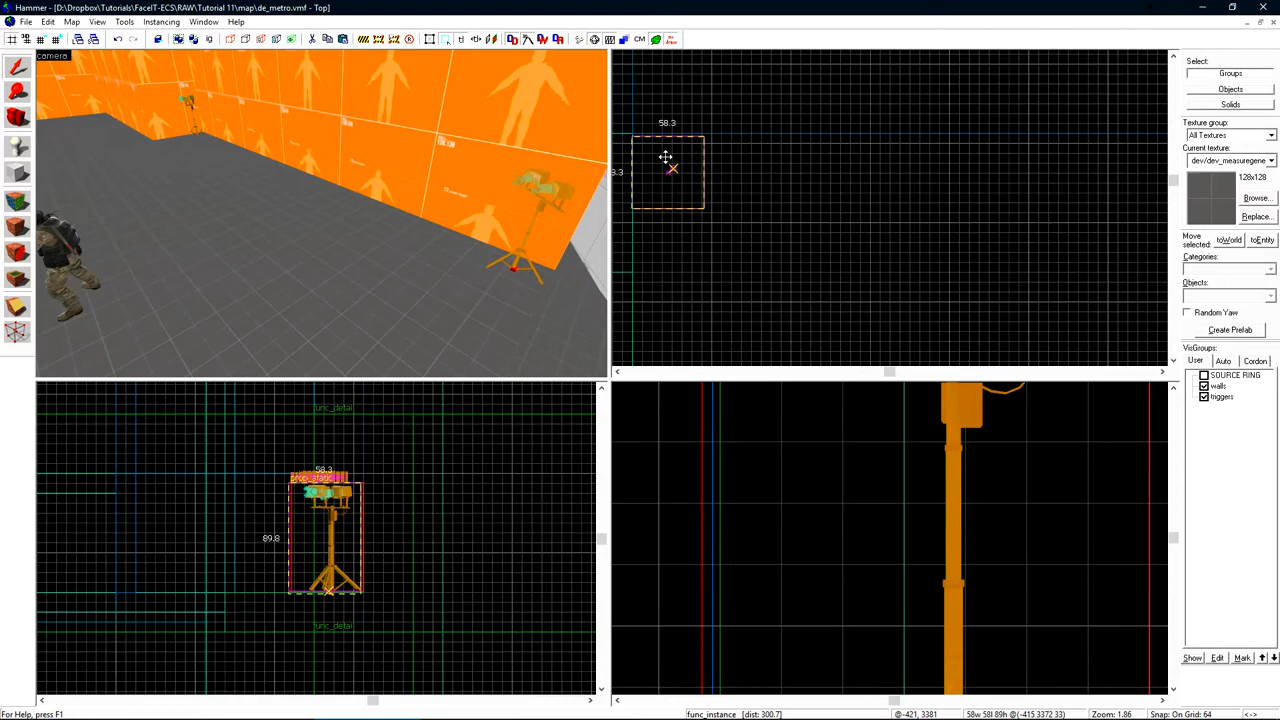 Hammer - [D:\Dropbox\Tutorials\FaceIT-ECS\RAW\Tutorial 11\map\de_metro.vmf - Top]
File Edit Map View Tools Instancing Window Help
CM
camera
58.3
8.3
Select:
Groups
Objects
Solids
Texture group:
All Textures
Current texture:
dev/dev_measuregene
128x128
Browse...
Replace...
Move selected:
toWorld
toEntity
Categories:
Objects:
Random Yaw
Create Prefab
VisGroups:
User Auto Cordon
SOURCE RING
walls
triggers
Show Edit Mark
func_detail
58.3
prop_static
89.8
func_detail
For Help, press F1
func_instance [dist: 300.7]
@-421, 3381
58w 58l 89h @(-415 3372 33)
Zoom: 1.86
Snap: On Grid: 64
<->